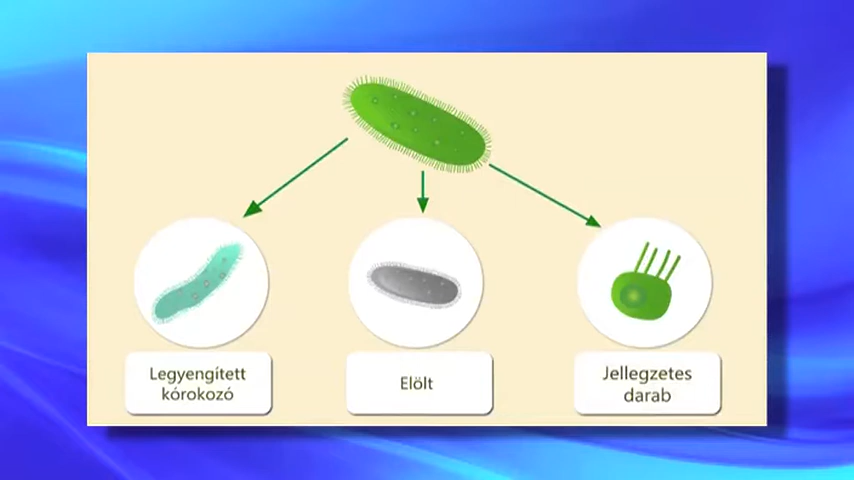 Legyengített
kórokozó
Elölt
Jellegzetes
darab